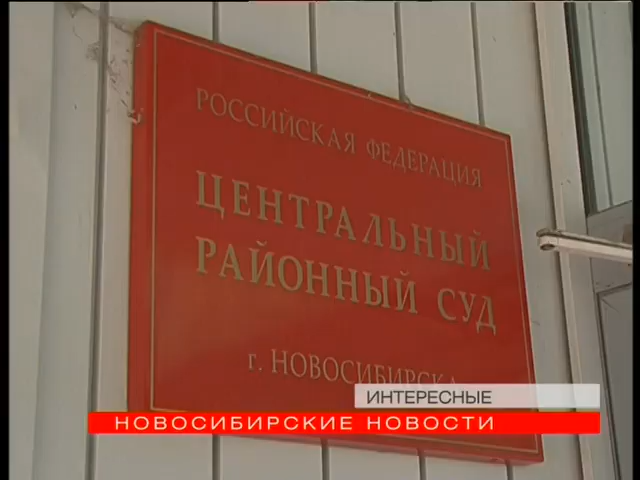 РОССИЙСКАЯ ФЕДЕРАЦИЯ
ЦЕНТРАЛЬНЫЙ
РАЙОННЫЙ СУД
г. НОВОСИБИРСКА
ИНТЕРЕСНЫЕ
НОВОСИБИРСКИЕ НОВОСТИ